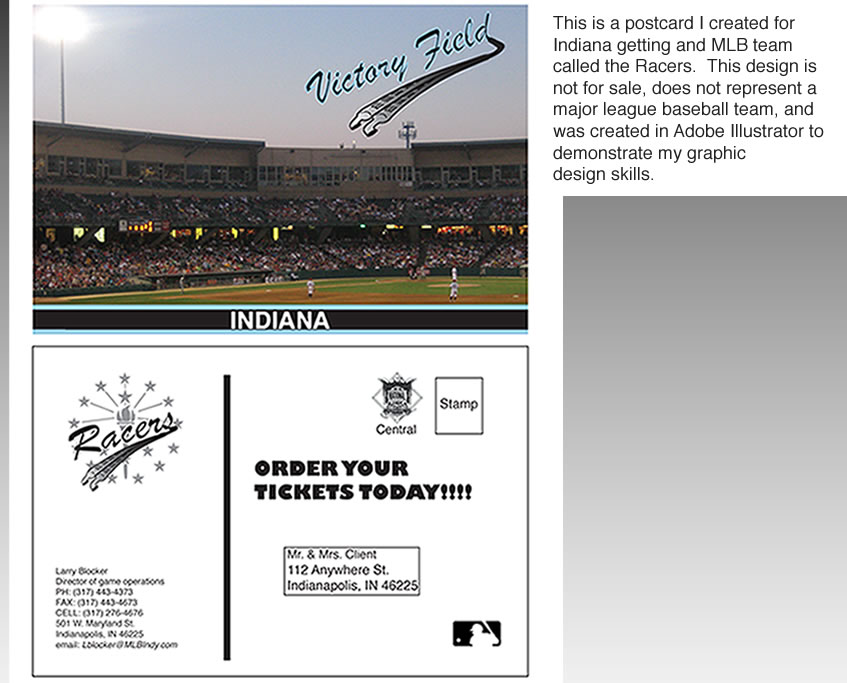 This is a postcard I created for
Indiana getting and MLB team
called the Racers.  This design is
not for sale, does not represent a
major league baseball team, and
was created in Adobe Illustrator to
demonstrate my graphic
design skills.
Victory Field
INDIANA
Racers
Central
Stamp
ORDER YOUR
TICKETS TODAY!!!!
Mr. & Mrs. Client
112 Anywhere St.
Indianapolis, IN 46225
Larry Blocker
Director of game operations
PH: (317) 443-4373
FAX: (317) 443-4673
CELL: (317) 276-4676
501 W. Maryland St.
Indianapolis, IN 46225
email: Lblocker@MLBIndy.com